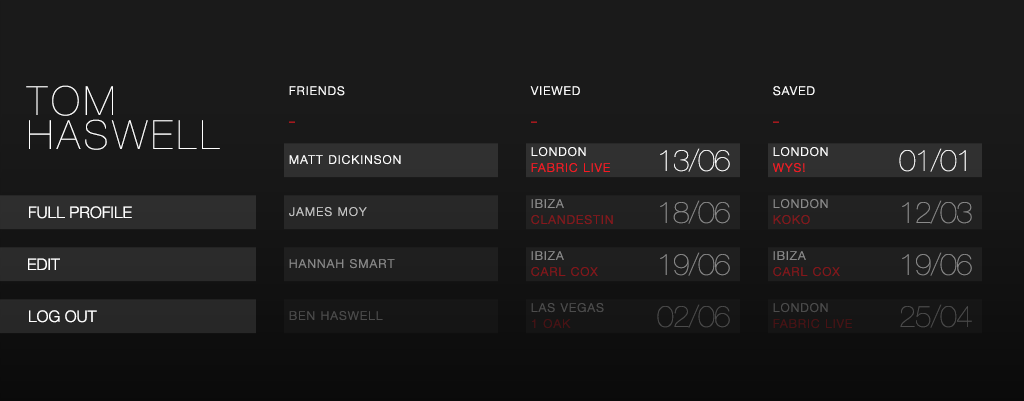 TOM
HASWELL
FULL PROFILE
EDIT
LOG OUT
FRIENDS
–
MATT DICKINSON
JAMES MOY
HANNAH SMART
BEN HASWELL
VIEWED
–
LONDON
FABRIC LIVE
13/06
IBIZA
CLANDESTIN
18/06
IBIZA
CARL COX
19/06
LAS VEGAS
1 OAK
02/06
SAVED
–
LONDON
WYS!
01/01
LONDON
KOKO
12/03
IBIZA
CARL COX
19/06
LONDON
FABRIC LIVE
25/04